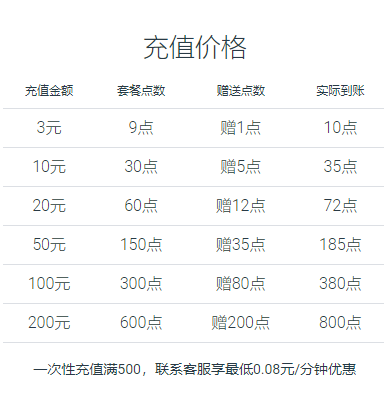 充值价格
充值金额 套餐点数 赠送点数 实际到账
3元 9点 赠1点 10点
10元 30点 赠5点 35点
20元 60点 赠12点 72点
50元 150点 赠35点 185点
100元 300点 赠80点 380点
200元 600点 赠200点 800点
一次性充值满500，联系客服享最低0.08元/分钟优惠